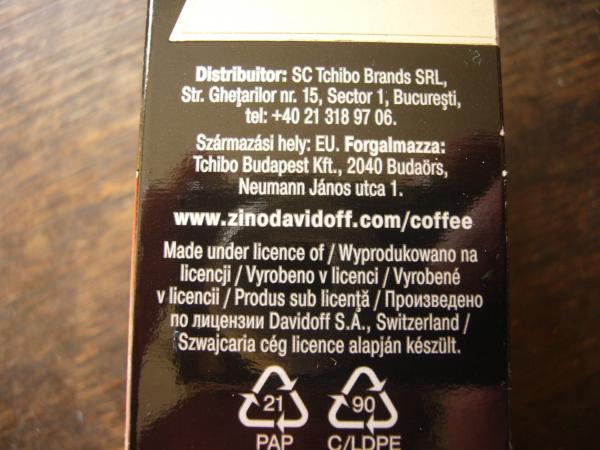 Distribuitor: SC Tchibo Brands SRL,
Str. Gheţarilor nr. 15, Sector 1, Bucureşti,
tel: +40 21 318 97 06.
Származási hely: EU. Forgalmazza:
Tchibo Budapest Kft., 2040 Budaörs,
Neumann János utca 1.
www.zinodavidoff.com/coffee
Made under licence of / Wyprodukowano na
licencji / Vyrobeno v licenci / Vyrobené
v licencii / Produs sub licenţă / Произведено
по лицензии Davidoff S.A., Switzerland /
Szwajcaria cég licence alapján készült.
21 90
PAP C/LDPE